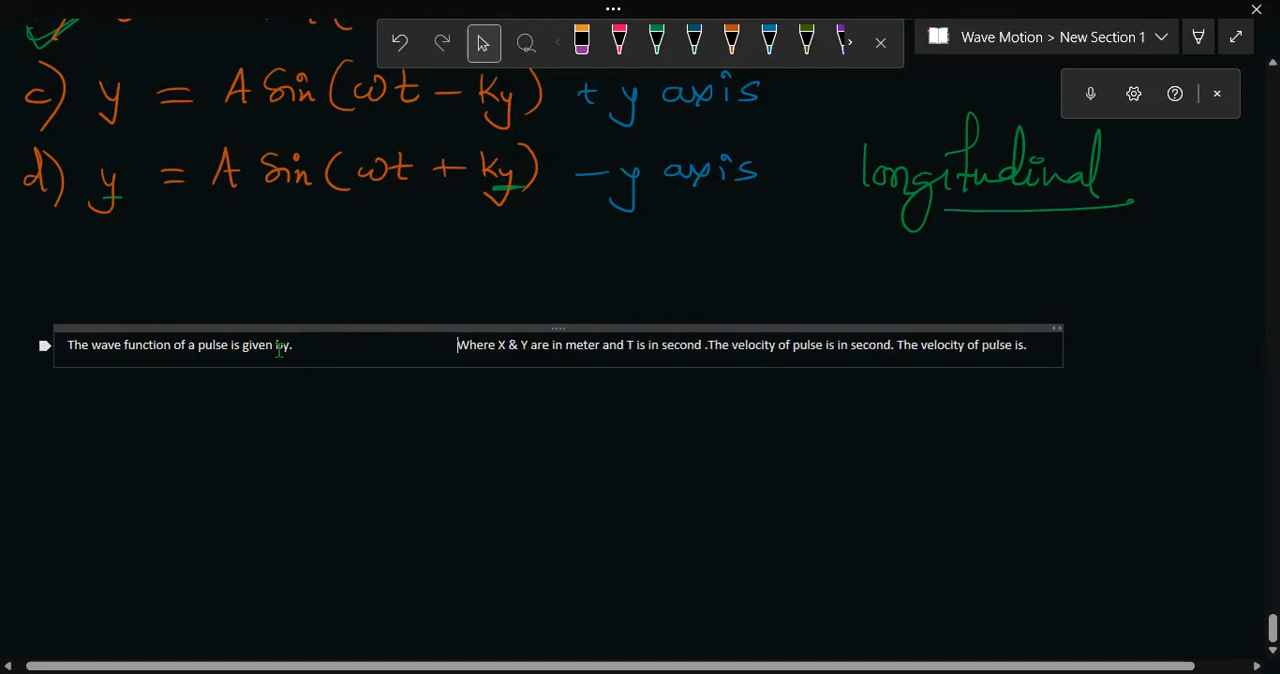 Wave Motion > New Section 1
c) y = A Sin (ωt - Ky) + y axis
d) y = A Sin (ωt + Ky) - y axis longitudinal
The wave function of a pulse is given by. Where X & Y are in meter and T is in second .The velocity of pulse is in second. The velocity of pulse is.